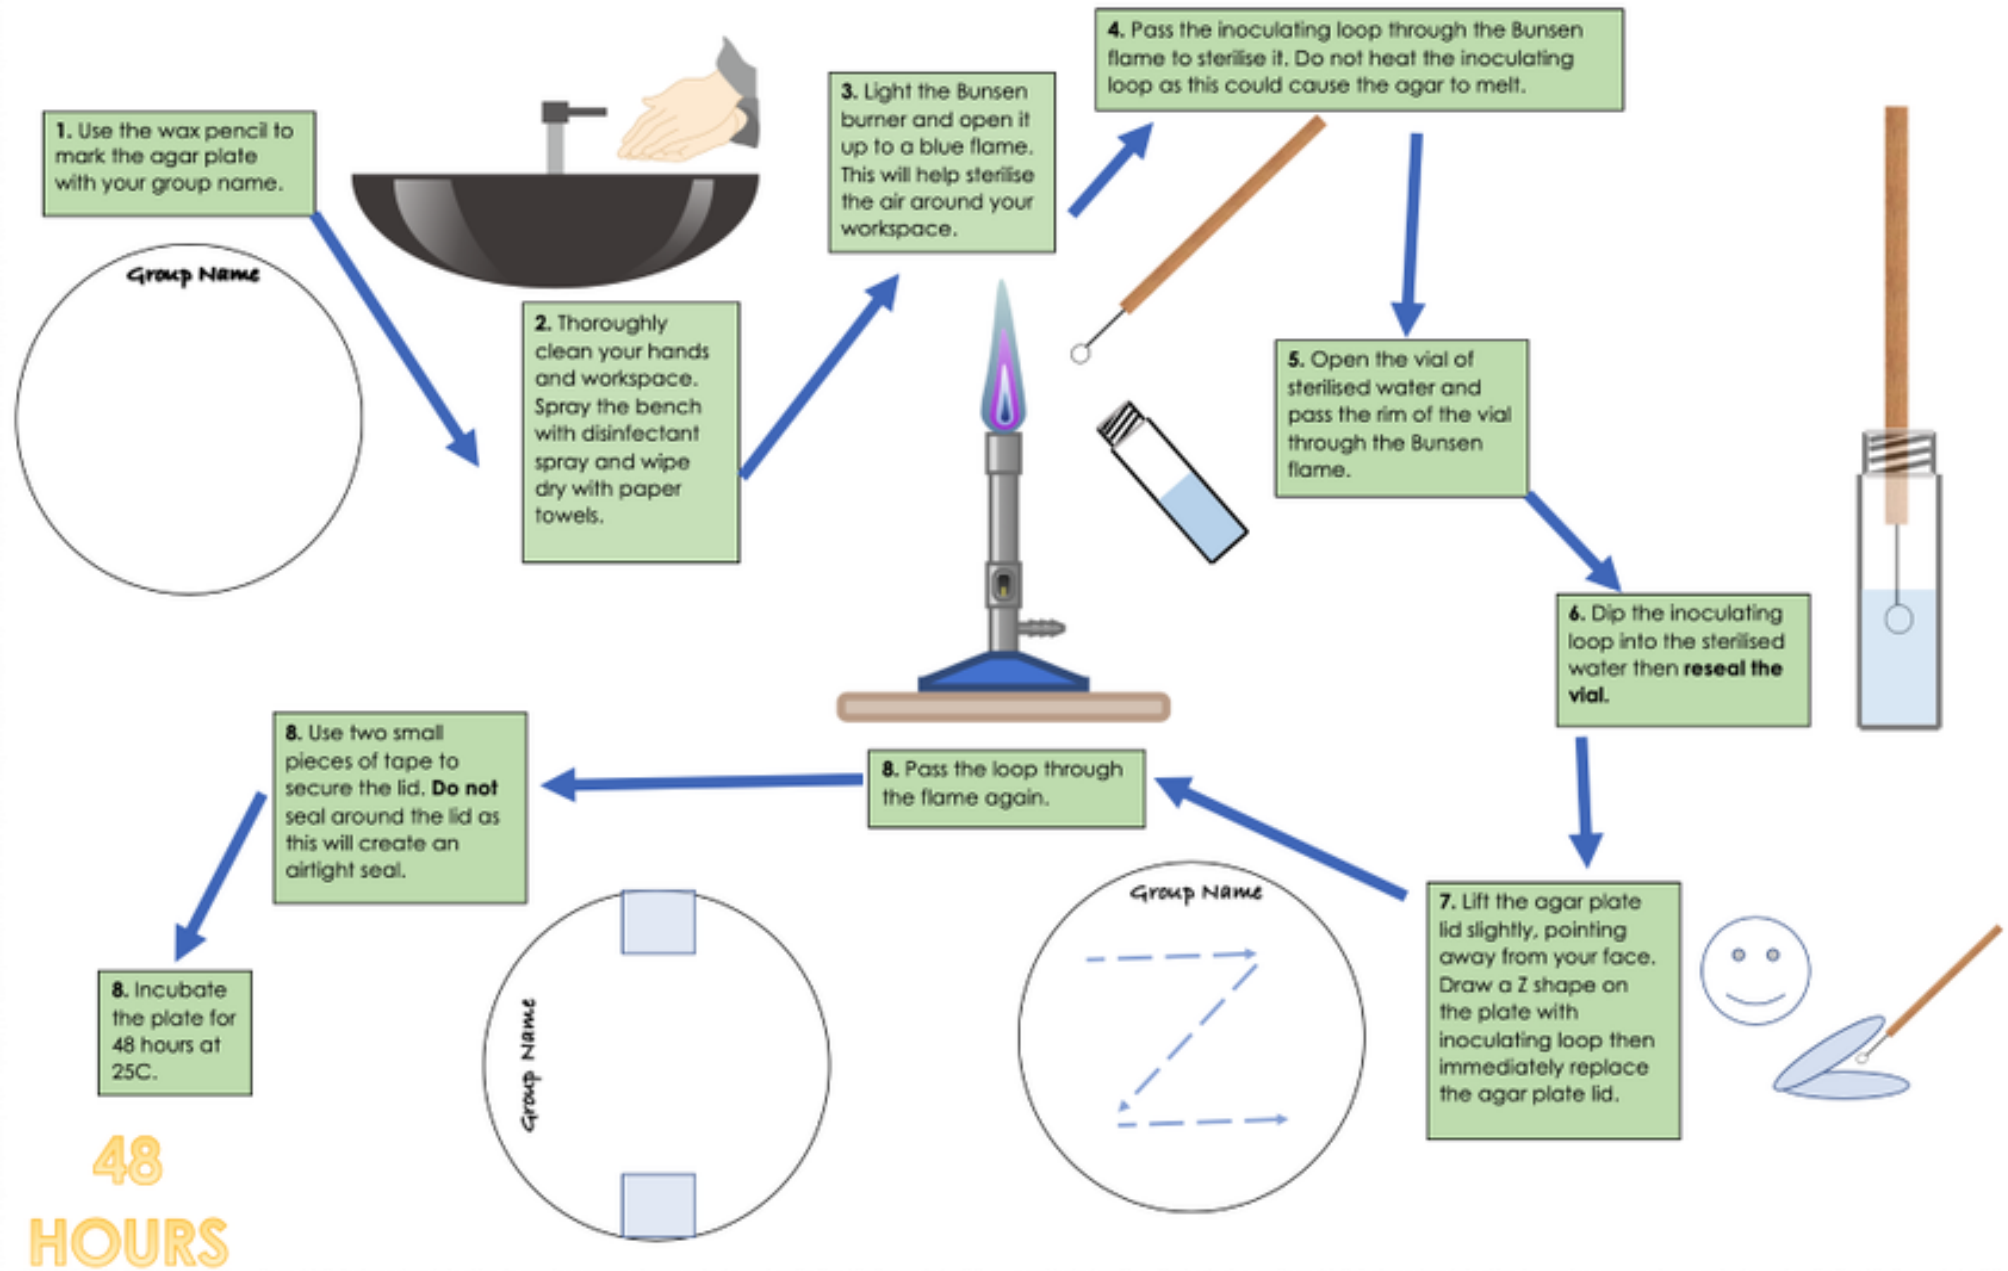 1. Use the wax pencil to
mark the agar plate
with your group name.
Group Name
2. Thoroughly
clean your hands
and workspace.
Spray the bench
with disinfectant
spray and wipe
dry with paper
towels.
3. Light the Bunsen
burner and open it
up to a blue flame.
This will help sterilise
the air around your
workspace.
4. Pass the inoculating loop through the Bunsen
flame to sterilise it. Do not heat the inoculating
loop as this could cause the agar to melt.
5. Open the vial of
sterilised water and
pass the rim of the vial
through the Bunsen
flame.
6. Dip the inoculating
loop into the sterilised
water then reseal the
vial.
7. Lift the agar plate
lid slightly, pointing
away from your face.
Draw a Z shape on
the plate with
inoculating loop then
immediately replace
the agar plate lid.
Group Name
8. Pass the loop through
the flame again.
8. Use two small
pieces of tape to
secure the lid. Do not
seal around the lid as
this will create an
airtight seal.
Group Name
8. Incubate
the plate for
48 hours at
25C.
48
HOURS